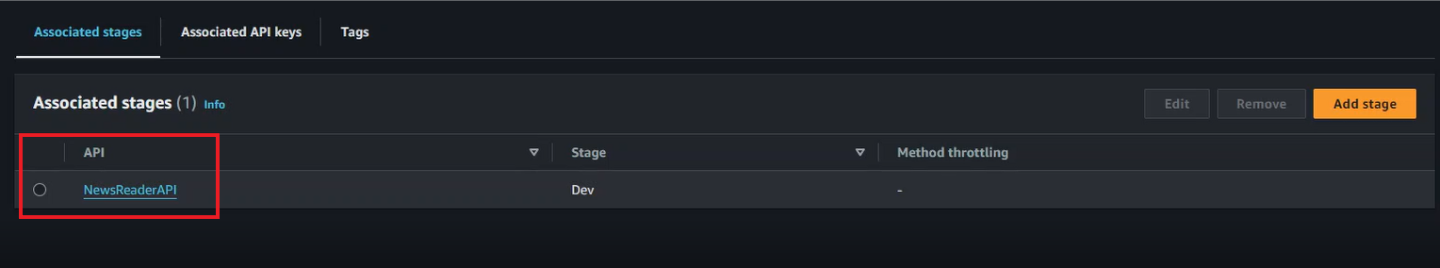 Associated stages Associated API keys Tags
Associated stages (1) Info Edit Remove Add stage
API Stage Method throttling
NewsReaderAPI Dev -